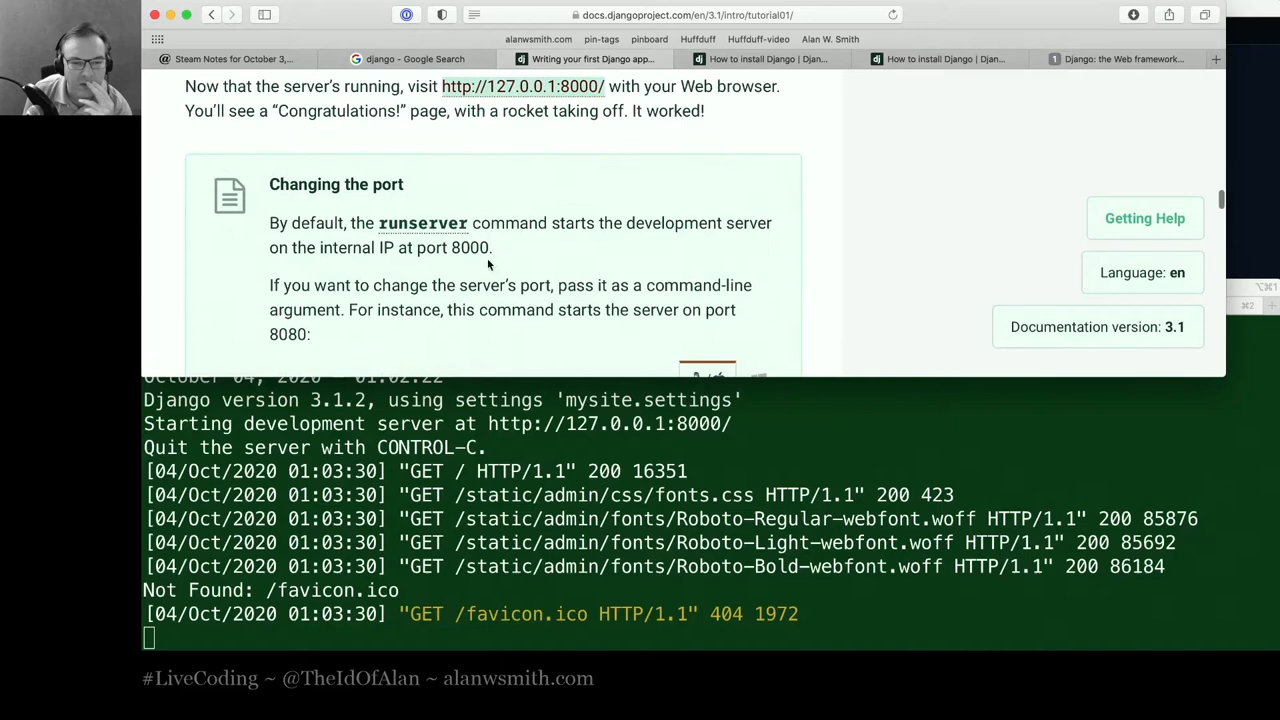 docs.djangoproject.com/en/3.1/intro/tutorial01/
alanwsmith.com pin-tags pinboard Huffduff Huffduff-video Alan W. Smith
Steam Notes for October 3,... django - Google Search Writing your first Django app... How to install Django | Djan... How to install Django | Djan... Django: the Web framework...
Now that the server's running, visit http://127.0.0.1:8000/ with your Web browser.
You'll see a “Congratulations!” page, with a rocket taking off. It worked!
Changing the port
By default, the runserver command starts the development server
on the internal IP at port 8000.
If you want to change the server's port, pass it as a command-line
argument. For instance, this command starts the server on port
8080:
Getting Help
Language: en
Documentation version: 3.1
⌥⌘1
⌘2
October 04, 2020 - 01:02:22
Django version 3.1.2, using settings 'mysite.settings'
Starting development server at http://127.0.0.1:8000/
Quit the server with CONTROL-C.
[04/Oct/2020 01:03:30] "GET / HTTP/1.1" 200 16351
[04/Oct/2020 01:03:30] "GET /static/admin/css/fonts.css HTTP/1.1" 200 423
[04/Oct/2020 01:03:30] "GET /static/admin/fonts/Roboto-Regular-webfont.woff HTTP/1.1" 200 85876
[04/Oct/2020 01:03:30] "GET /static/admin/fonts/Roboto-Light-webfont.woff HTTP/1.1" 200 85692
[04/Oct/2020 01:03:30] "GET /static/admin/fonts/Roboto-Bold-webfont.woff HTTP/1.1" 200 86184
Not Found: /favicon.ico
[04/Oct/2020 01:03:30] "GET /favicon.ico HTTP/1.1" 404 1972
#LiveCoding ~ @TheIdOfAlan ~ alanwsmith.com